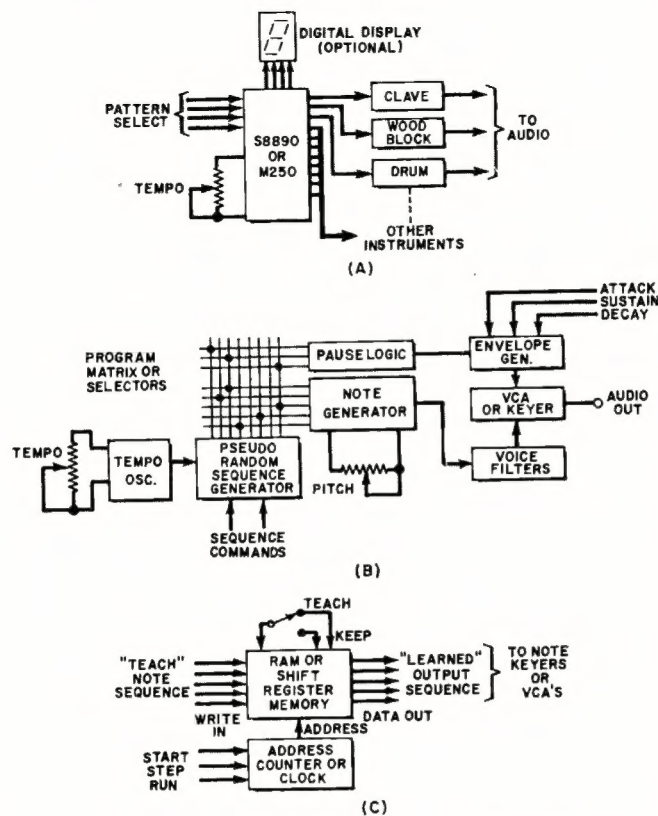 DIGITAL DISPLAY
(OPTIONAL)
PATTERN
SELECT
S8890
OR
M250
TEMPO
CLAVE
WOOD
BLOCK
DRUM
TO
AUDIO
OTHER
INSTRUMENTS
(A)
ATTACK
SUSTAIN
DECAY
PROGRAM
MATRIX OR
SELECTORS
PAUSE LOGIC
ENVELOPE
GEN.
NOTE
GENERATOR
VCA
OR KEYER
AUDIO
OUT
TEMPO
TEMPO
OSC.
PSEUDO
RANDOM
SEQUENCE
GENERATOR
PITCH
VOICE
FILTERS
SEQUENCE
COMMANDS
(B)
TEACH
KEEP
"TEACH"
NOTE
SEQUENCE
RAM OR
SHIFT
REGISTER
MEMORY
"LEARNED"
OUTPUT
SEQUENCE
TO NOTE
KEYERS
OR
VCA'S
WRITE
IN
DATA OUT
ADDRESS
START
STEP
RUN
ADDRESS
COUNTER OR
CLOCK
(C)